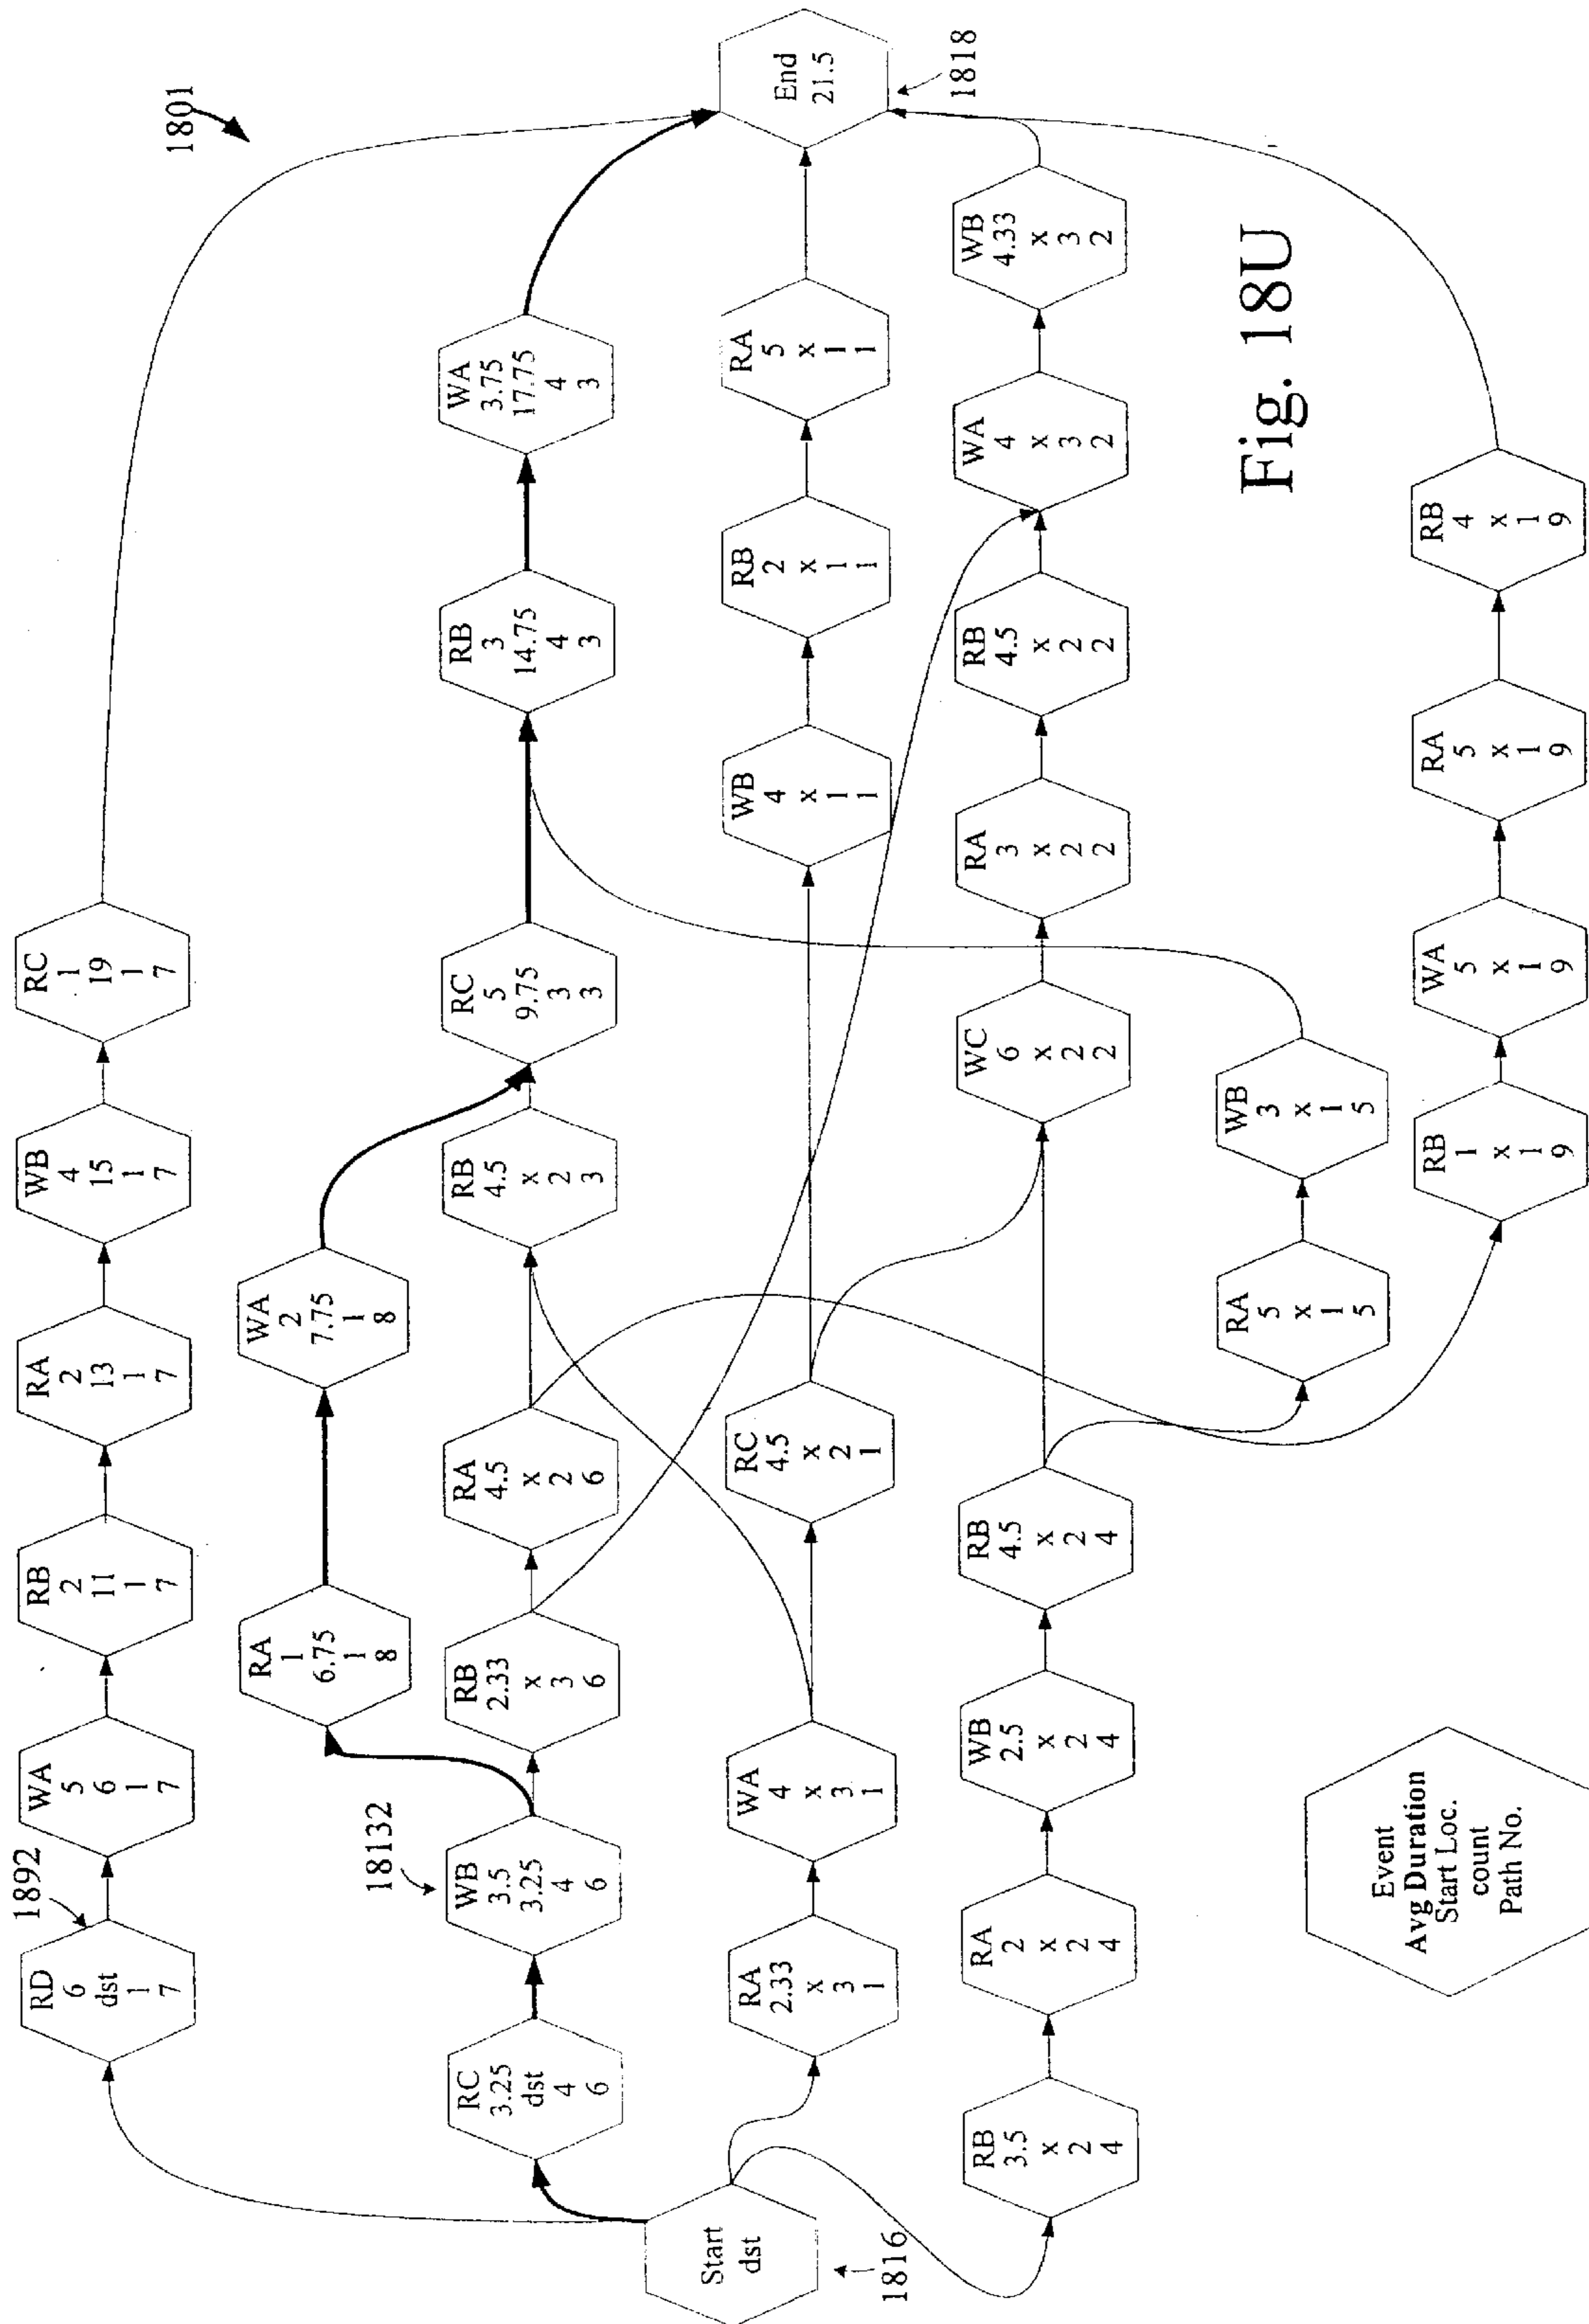 1801
1892
RD
6
dst
1
7
WA
5
6
1
7
RB
2
11
1
7
RA
2
13
1
7
WB
4
15
1
7
RC
1
19
1
7
RA
1
6.75
1
8
WA
2
7.75
1
8
18132
RC
3.25
dst
4
6
WB
3.5
3.25
4
6
RB
2.33
x
3
6
RA
4.5
x
2
6
RB
4.5
x
2
3
RC
5
9.75
3
3
RB
3
14.75
4
3
WA
3.75
17.75
4
3
Start
dst
1816
RA
2.33
x
3
1
WA
4
x
3
1
RC
4.5
x
2
1
WB
4
x
1
1
RB
2
x
1
1
RA
5
x
1
1
End
21.5
1818
RB
3.5
x
2
4
RA
2
x
2
4
WB
2.5
x
2
4
RB
4.5
x
2
4
WC
6
x
2
2
RA
3
x
2
2
RB
4.5
x
2
2
WA
4
x
3
2
WB
4.33
x
3
2
RA
5
x
1
5
WB
3
x
1
5
RB
1
x
1
9
WA
5
x
1
9
RA
5
x
1
9
RB
4
x
1
9
Event
Avg Duration
Start Loc.
count
Path No.
Fig. 18U